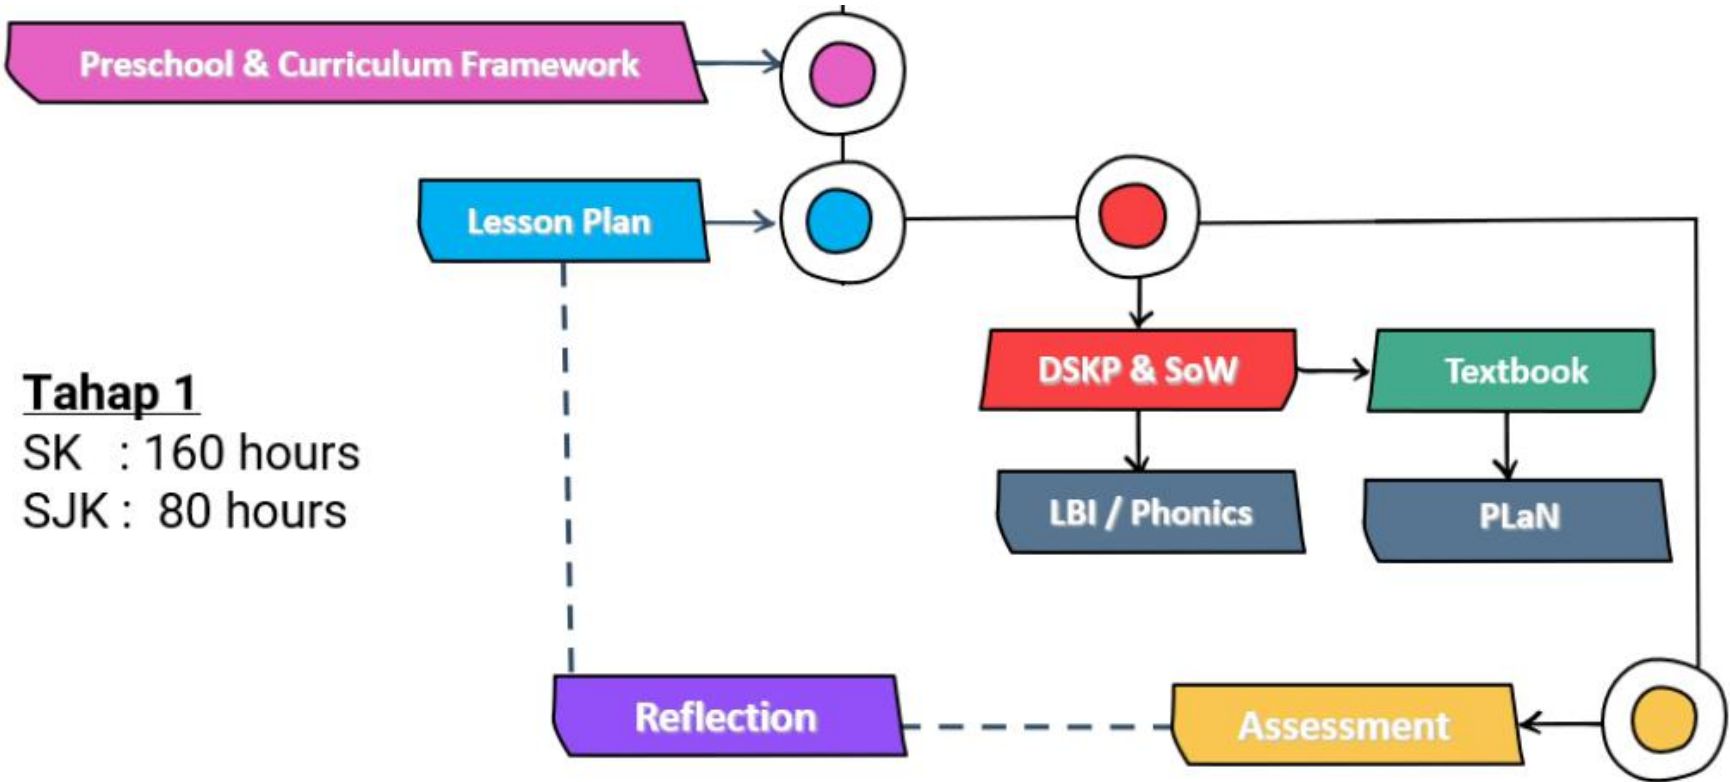 Preschool & Curriculum Framework
Lesson Plan
DSKP & SoW
Textbook
Tahap 1
SK : 160 hours
SJK : 80 hours
LBI / Phonics
PLaN
Reflection
Assessment